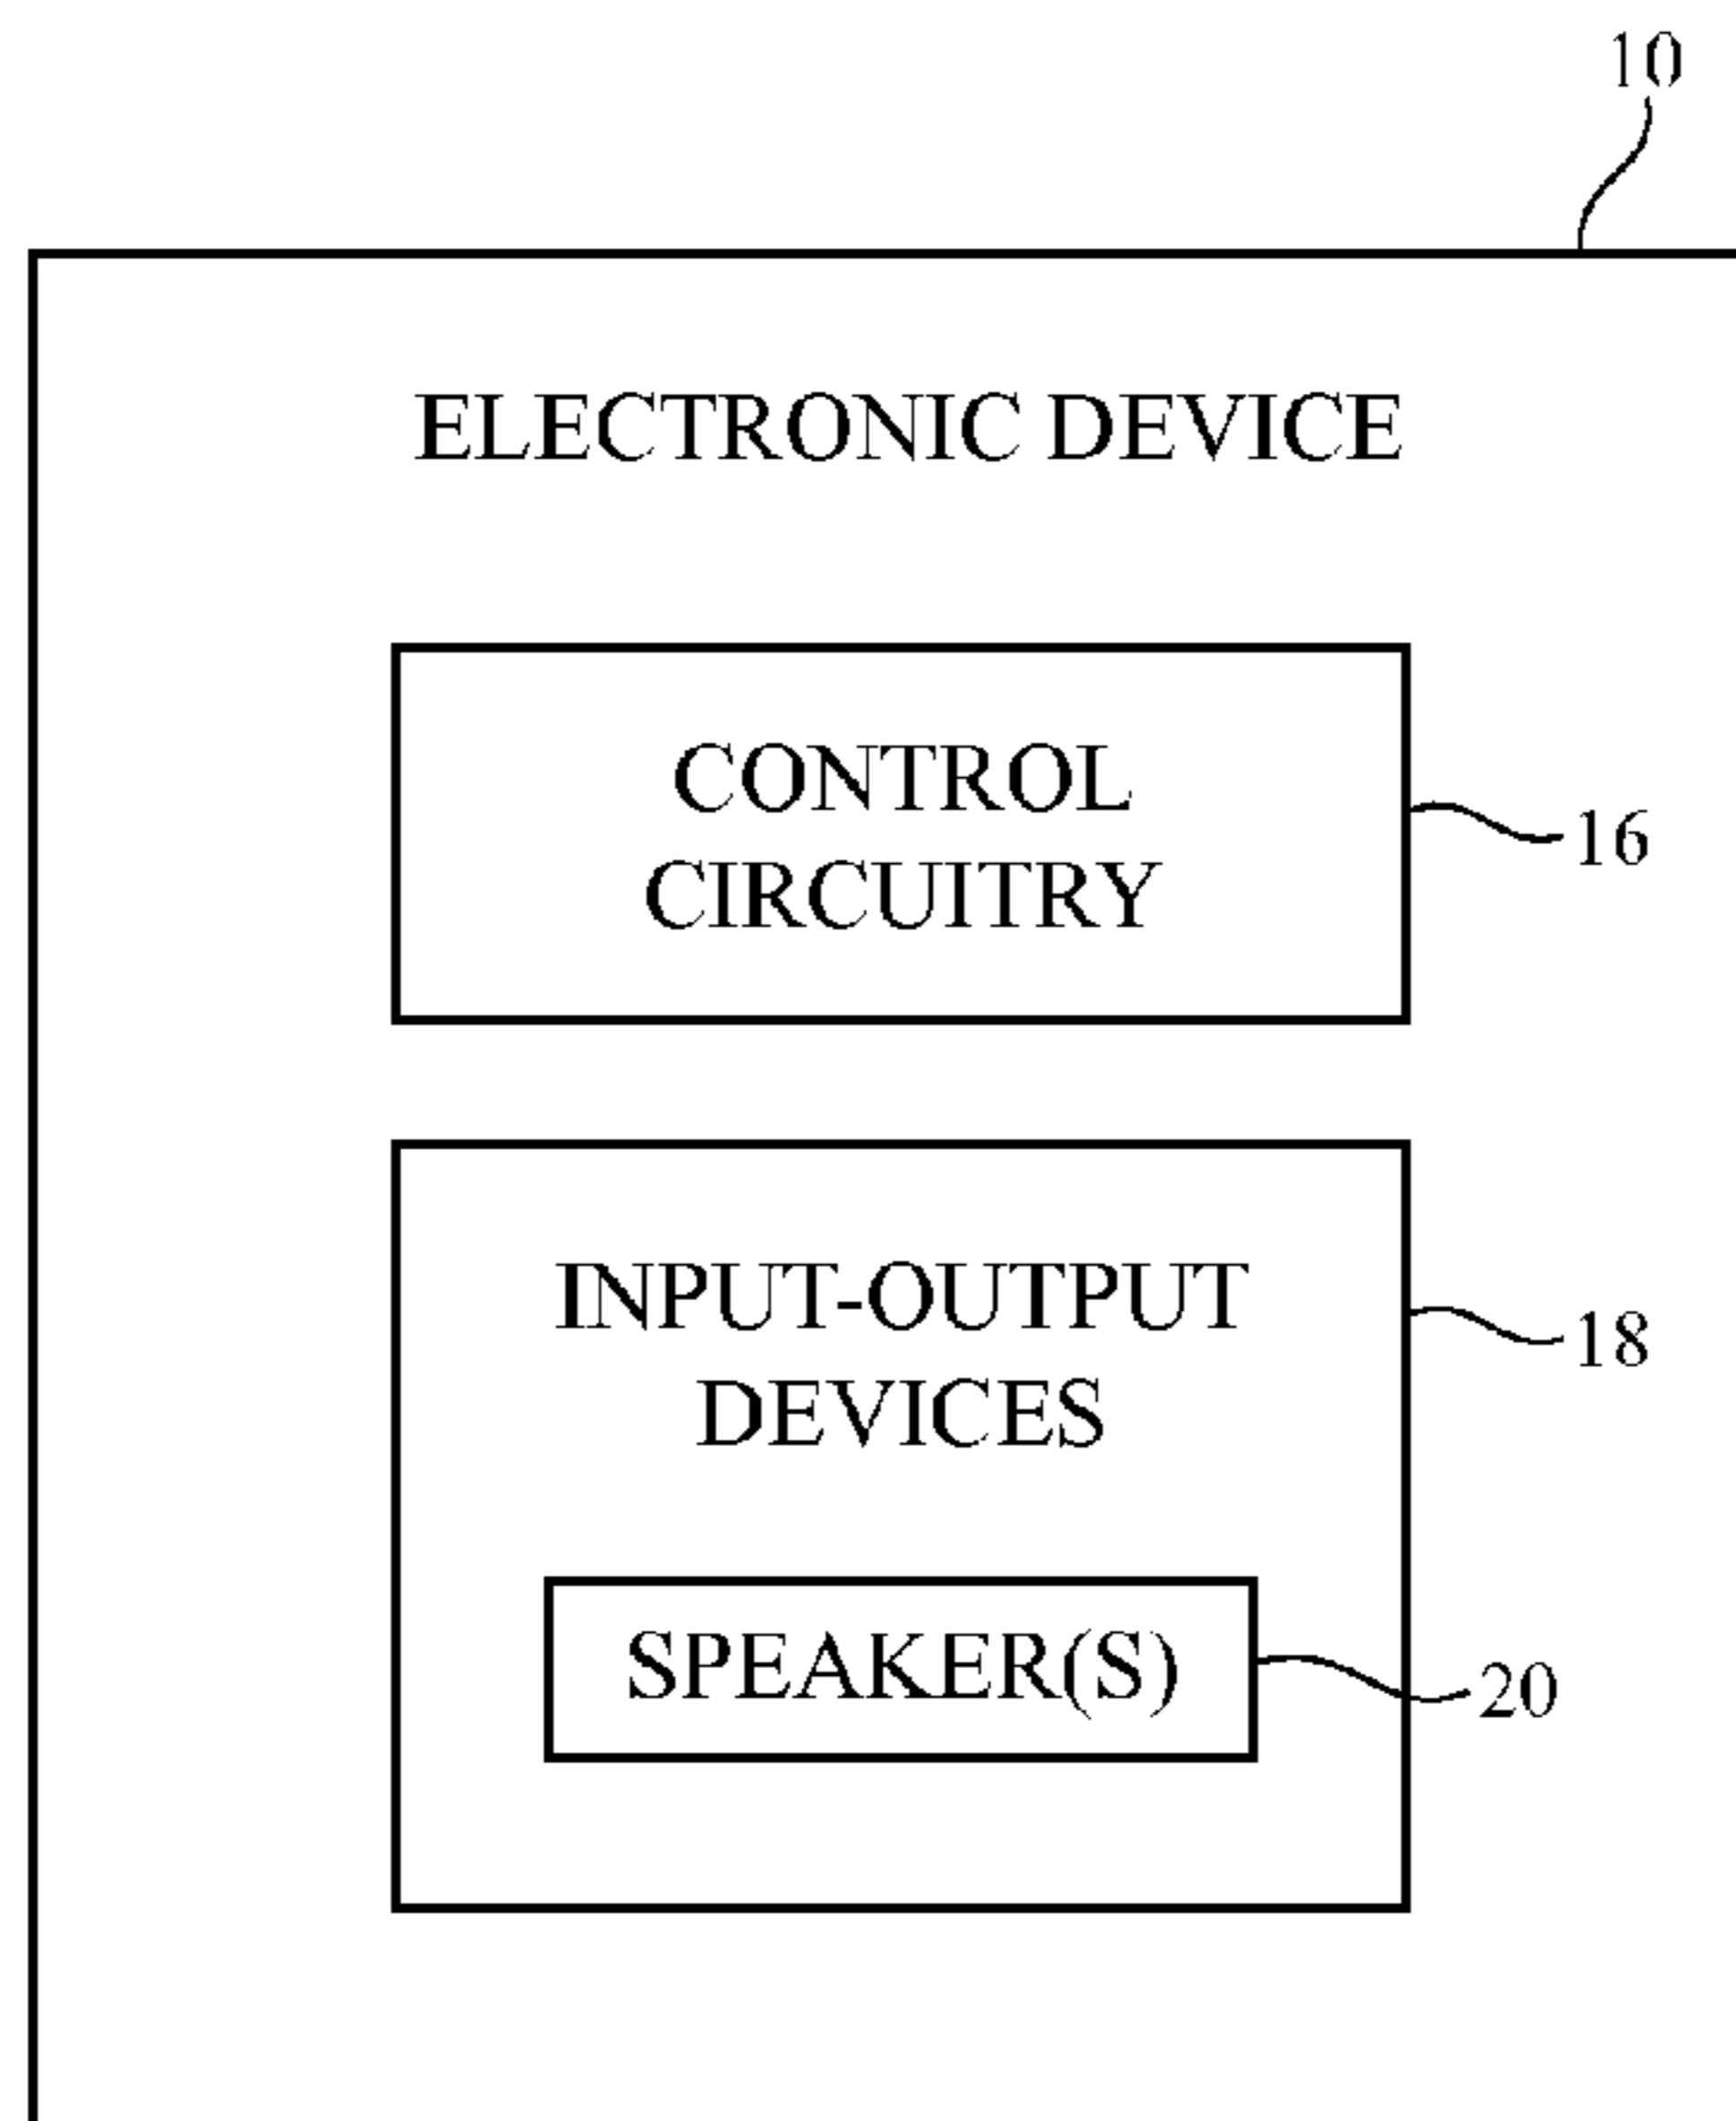 10
ELECTRONIC DEVICE
CONTROL
CIRCUITRY
16
INPUT-OUTPUT
DEVICES
18
SPEAKER(S)
20